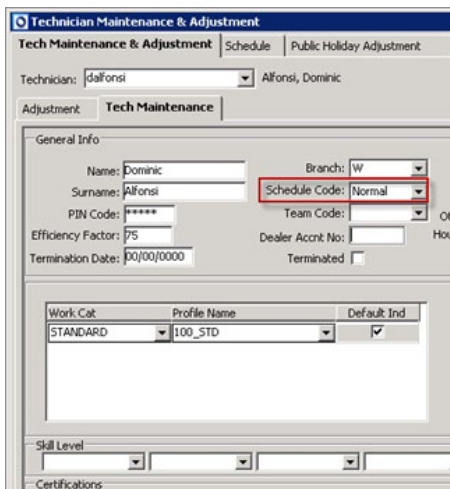 Technician Maintenance & Adjustment
Tech Maintenance & Adjustment Schedule Public Holiday Adjustment
Technician: dalfonsi Alfonsi, Dominic
Adjustment Tech Maintenance
General Info
Name: Dominic Branch: W
Surname: Alfonsi Schedule Code: Normal
PIN Code: ***** Team Code:
Efficiency Factor: 75 Dealer Accnt No: Hou
Termination Date: 00/00/0000 Terminated
Work Cat Profile Name Default Ind
STANDARD 100_STD
Skill Level
Certifications